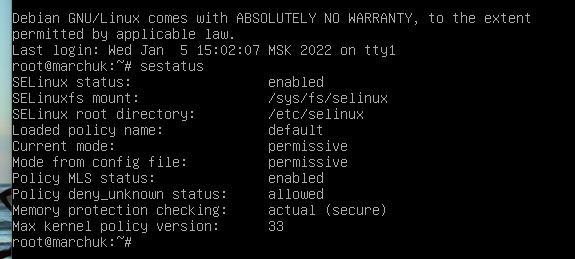 Debian GNU/Linux comes with ABSOLUTELY NO WARRANTY, to the extent
permitted by applicable law.
Last login: Wed Jan  5 15:02:07 MSK 2022 on tty1
root@marchuk:~# sestatus
SELinux status:                 enabled
SELinuxfs mount:                /sys/fs/selinux
SELinux root directory:         /etc/selinux
Loaded policy name:             default
Current mode:                   permissive
Mode from config file:          permissive
Policy MLS status:              enabled
Policy deny_unknown status:     allowed
Memory protection checking:     actual (secure)
Max kernel policy version:      33
root@marchuk:~#